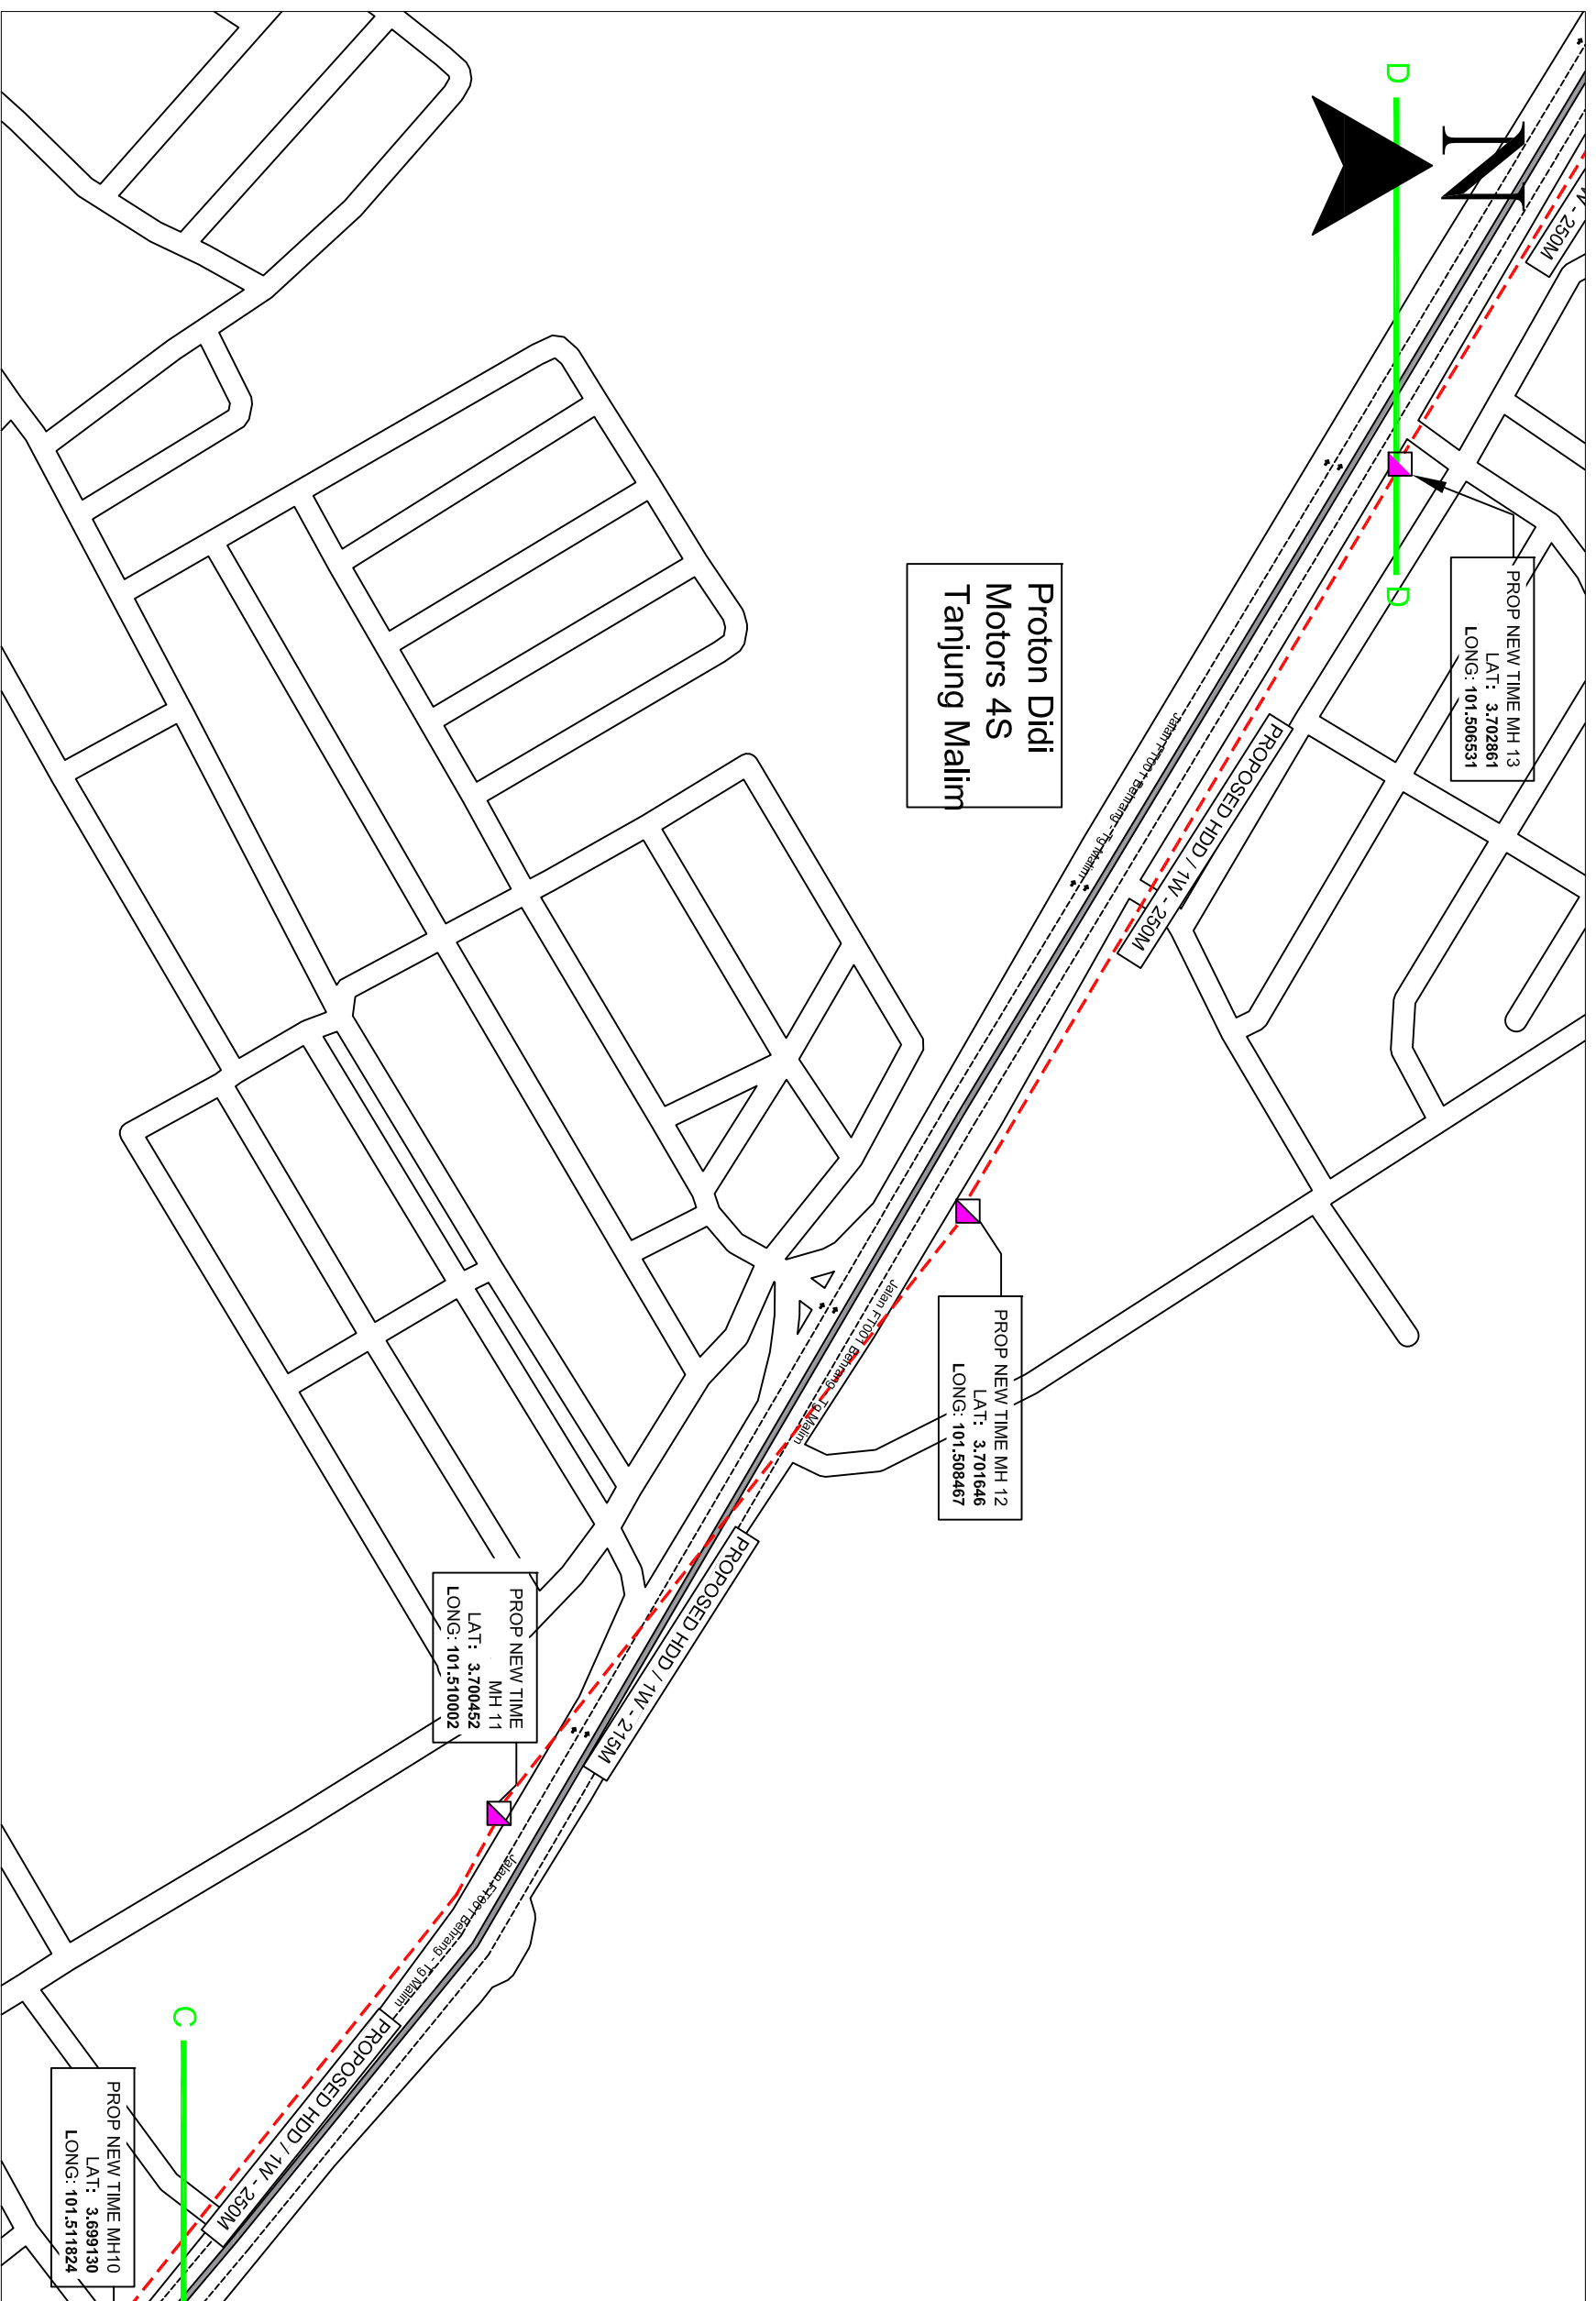 D
N
W - 250M
D
PROP NEW TIME MH 13
LAT: 3.702861
LONG: 101.506531
Proton Didi
Motors 4S
Tanjung Malim
Jalan FT001 Behrang - Tg Malim
PROPOSED HDD / 1W - 250M
PROP NEW TIME MH 12
LAT: 3.701646
LONG: 101.508467
Jalan FT001 Behrang - Tg Malim
PROPOSED HDD / 1W - 215M
PROP NEW TIME
MH 11
LAT: 3.700452
LONG: 101.510002
Jalan FT001 Behrang - Tg Malim
PROPOSED HDD / 1W - 250M
C
PROP NEW TIME MH10
LAT: 3.699130
LONG: 101.511824